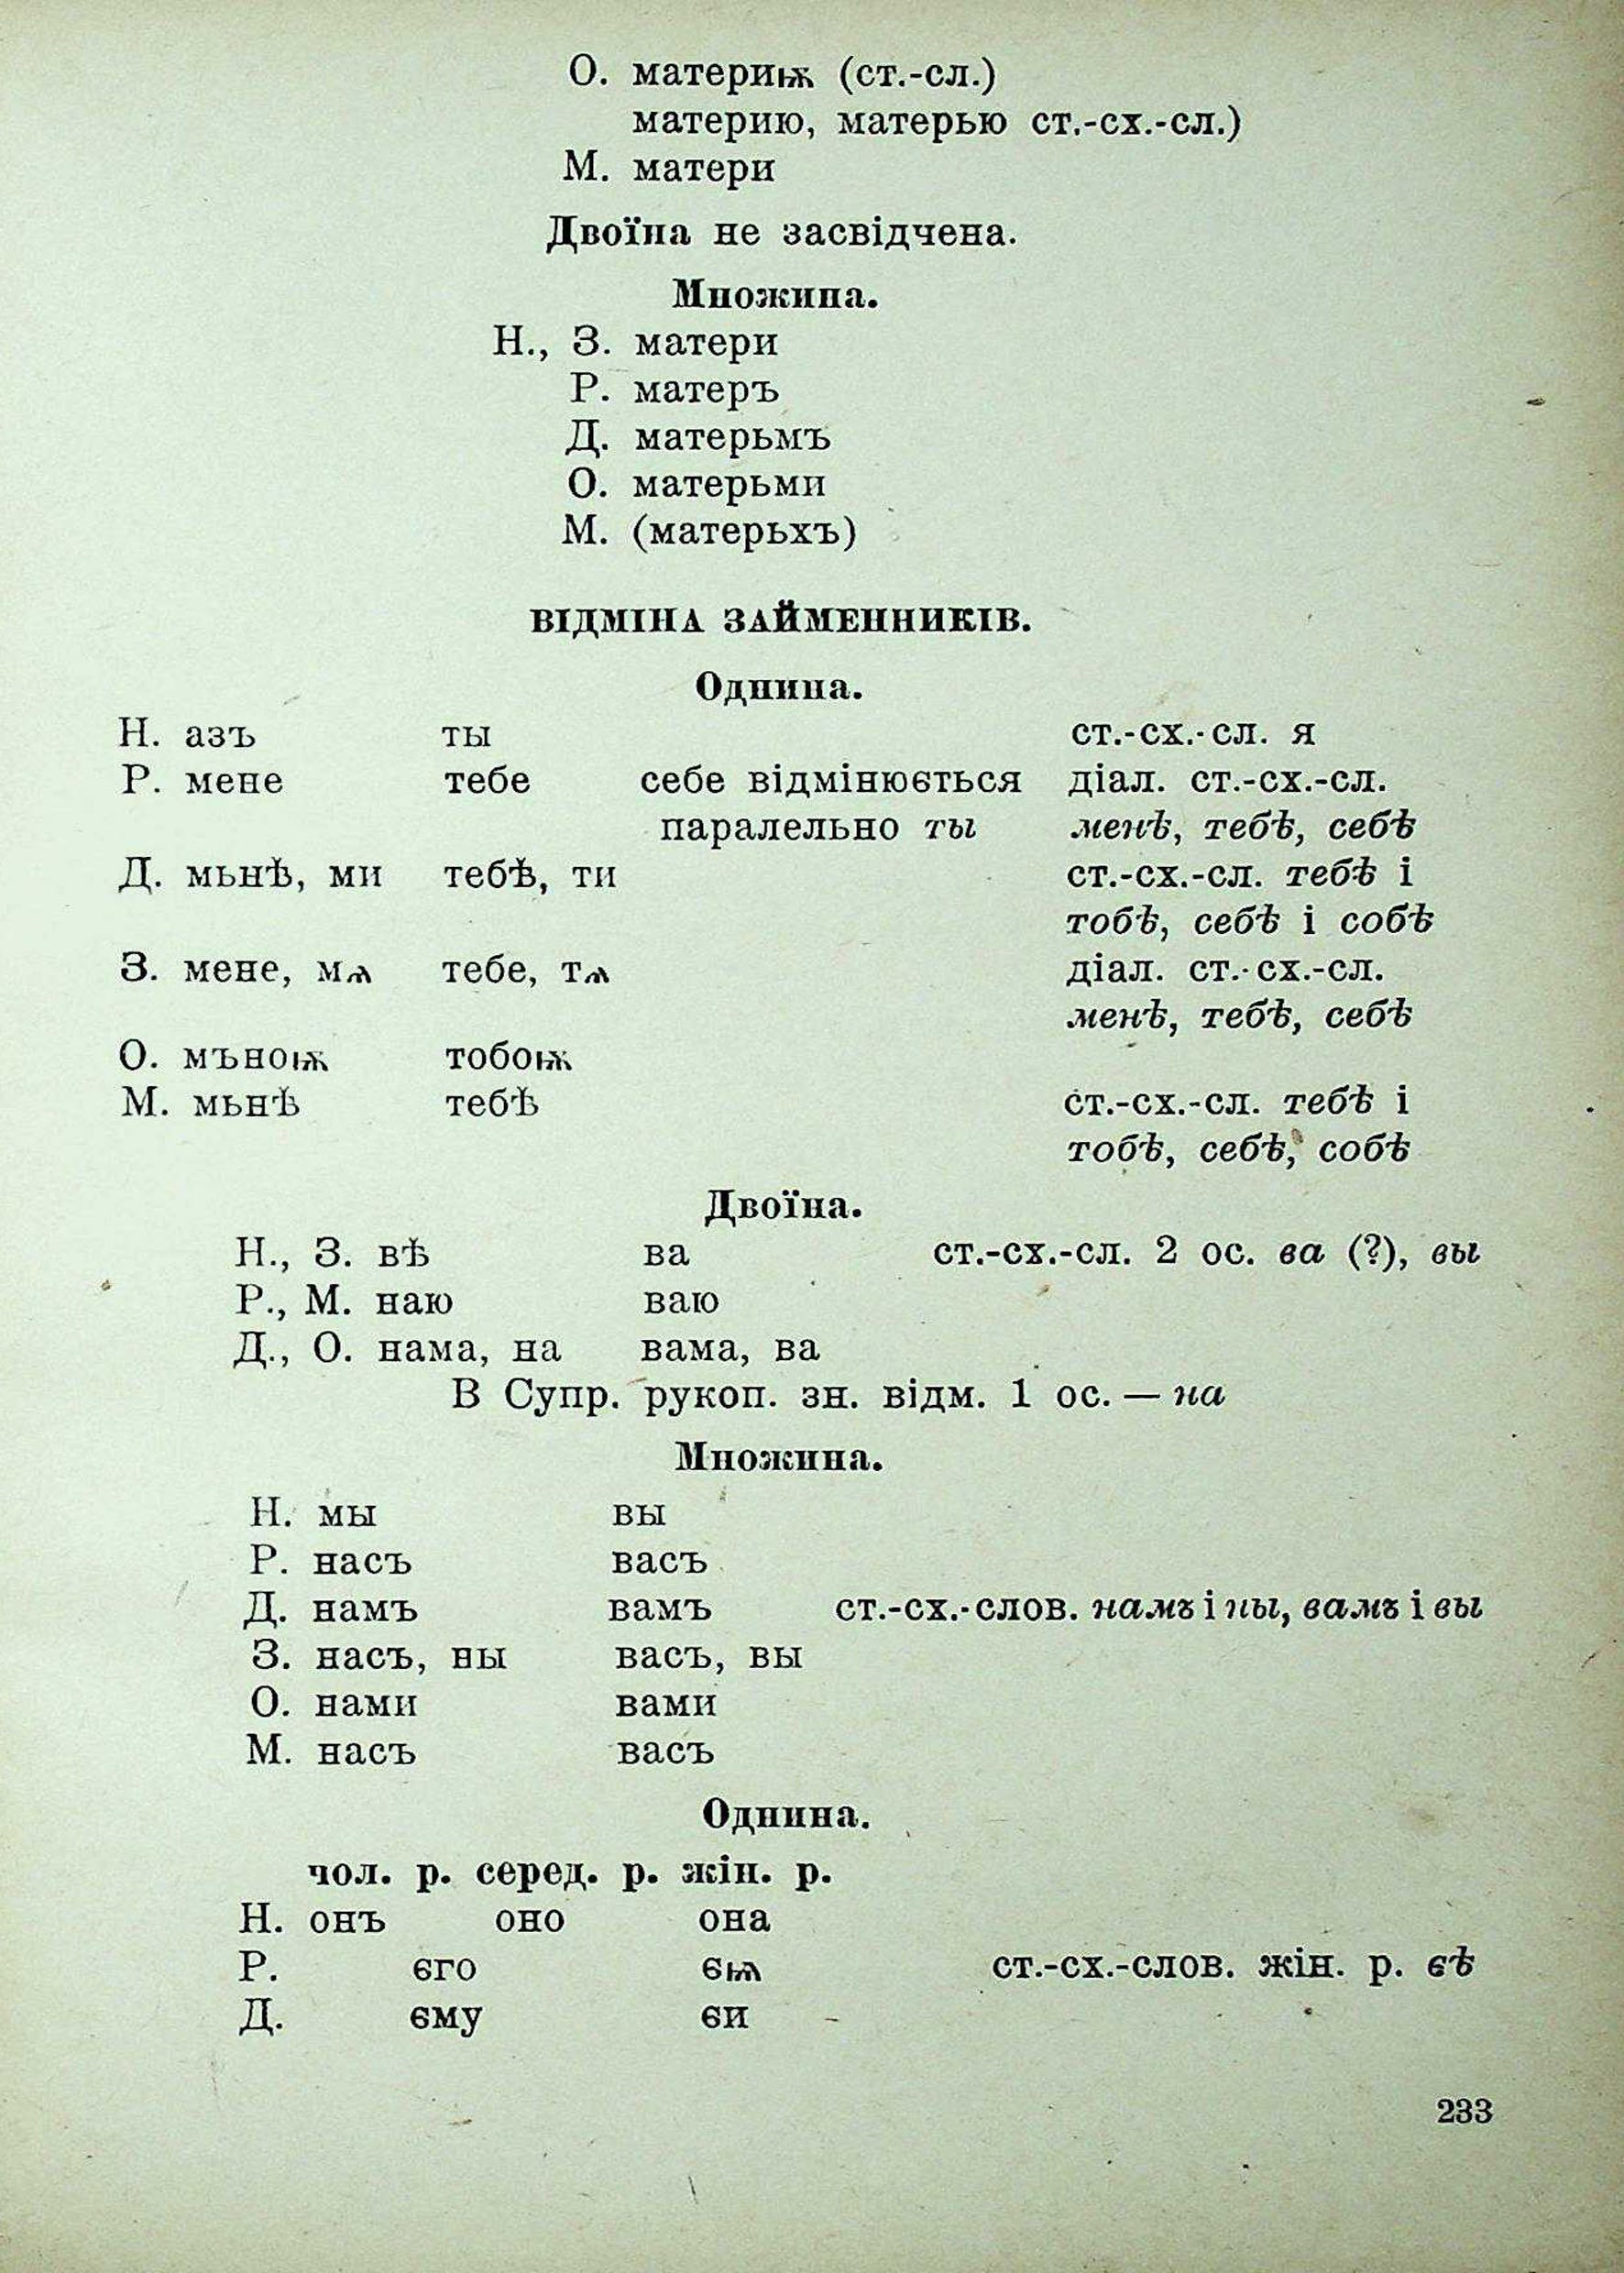 О. материѭ (ст.-сл.)
материю, матерью ст.-сх.-сл.)
М. матери
Двоїна не засвідчена.
Множина.
Н., З. матери
Р. матеръ
Д. матерьмъ
О. матерьми
М. (матерьхъ)
ВІДМІНА ЗАЙМЕННИКІВ.
Однина.
Н. азъ ты ст.-сх.-сл. я
Р. мене тебе себе відмінюється діал. ст.-сх.-сл.
паралельно ты менѣ, тебѣ, себѣ
Д. мьнѣ, ми тебѣ, ти ст.-сх.-сл. тебѣ і
тобѣ, себѣ і собѣ
З. мене, мѧ тебе, тѧ діал. ст.-сх.-сл.
менѣ, тебѣ, себѣ
О. мъноѭ тобоѭ
М. мьнѣ тебѣ ст.-сх.-сл. тебѣ і
тобѣ, себѣ, собѣ
Двоїна.
Н., З. вѣ ва ст.-сх.-сл. 2 ос. ва (?), вы
Р., М. наю ваю
Д., О. нама, на вама, ва
В Супр. рукоп. зн. відм. 1 ос. — на
Множина.
Н. мы вы
Р. насъ васъ
Д. намъ вамъ ст.-сх.-слов. намъ і ны, вамъ і вы
З. насъ, ны васъ, вы
О. нами вами
М. насъ васъ
Однина.
чол. р. серед. р. жін. р.
Н. онъ оно она
Р. єго єѩ ст.-сх.-слов. жін. р. єѣ
Д. єму єи
233